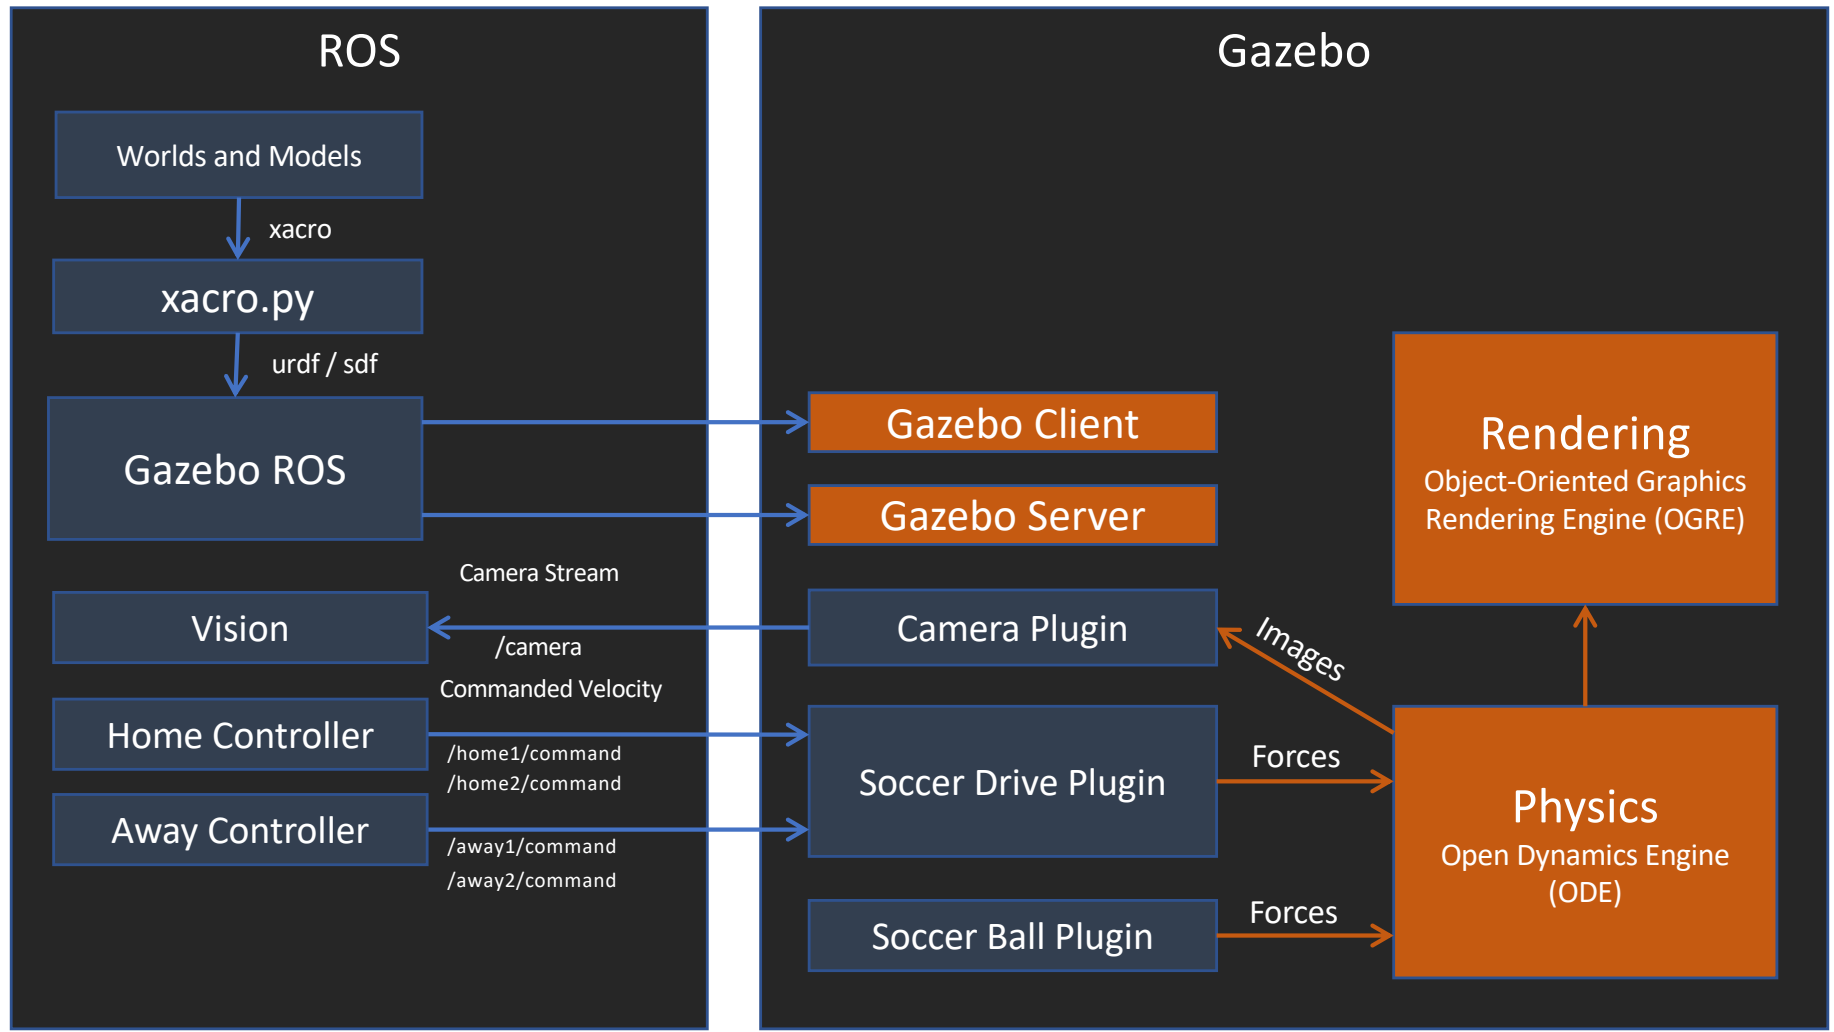 ROS
Worlds and Models
xacro
xacro.py
urdf / sdf
Gazebo ROS
Camera Stream
Vision
/camera
Commanded Velocity
Home Controller
/home1/command
/home2/command
Away Controller
/away1/command
/away2/command
Gazebo
Gazebo Client
Gazebo Server
Camera Plugin
Images
Soccer Drive Plugin
Forces
Soccer Ball Plugin
Forces
Rendering
Object-Oriented Graphics
Rendering Engine (OGRE)
Physics
Open Dynamics Engine
(ODE)